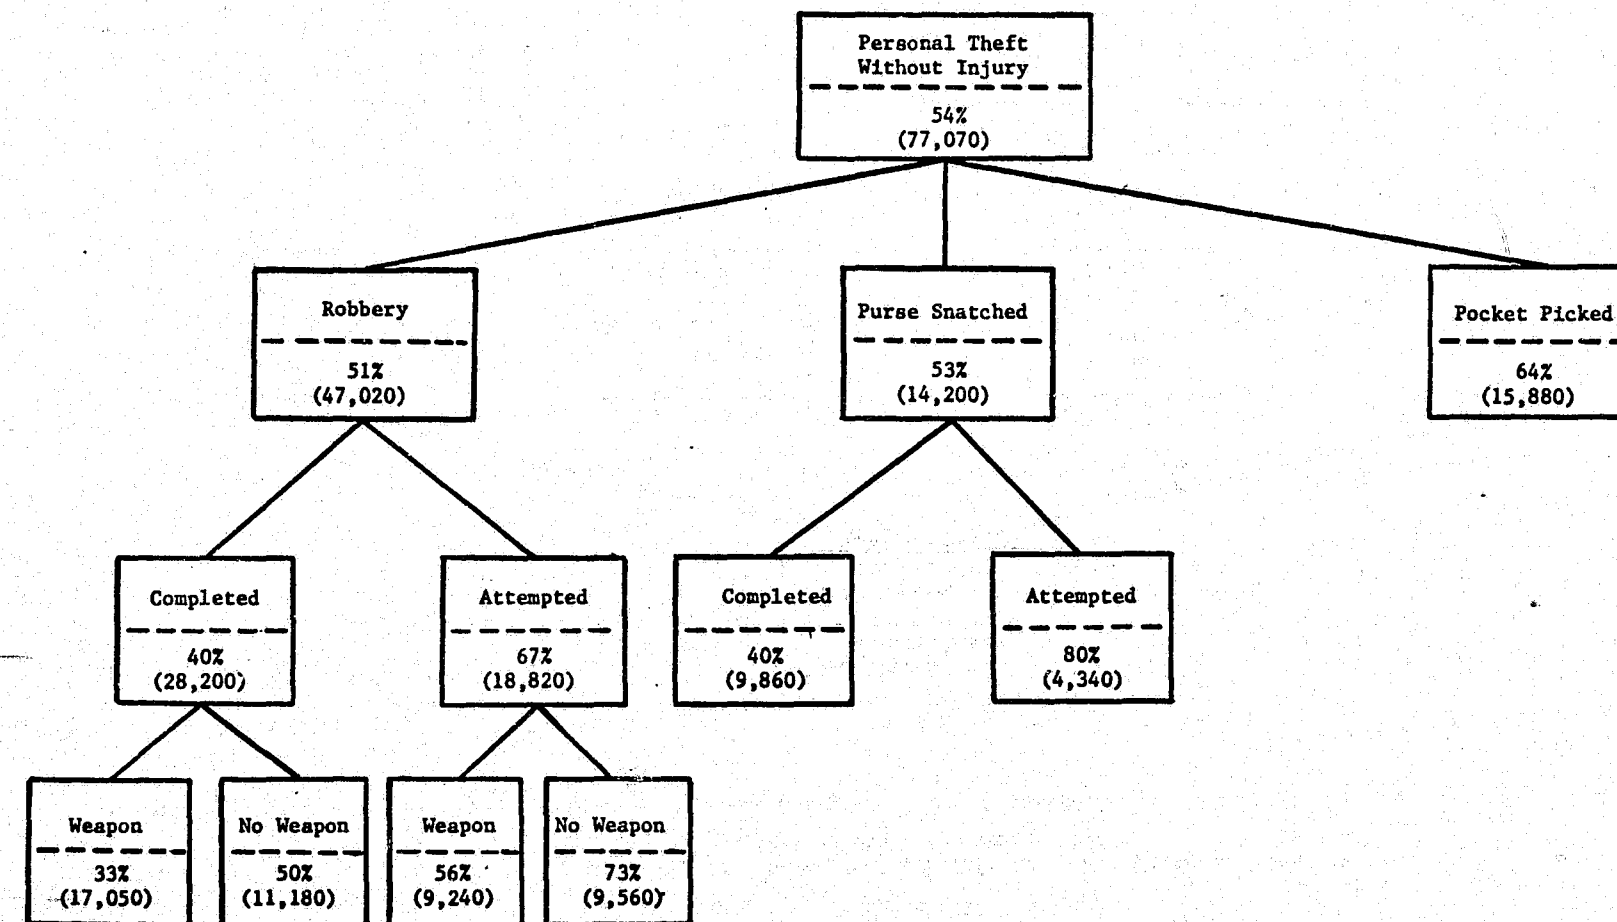 Personal Theft
Without Injury
54%
(77,070)
Robbery
51%
(47,020)
Purse Snatched
53%
(14,200)
Pocket Picked
64%
(15,880)
Completed
40%
(28,200)
Attempted
67%
(18,820)
Completed
40%
(9,860)
Attempted
80%
(4,340)
Weapon
33%
(17,050)
No Weapon
50%
(11,180)
Weapon
56%
(9,240)
No Weapon
73%
(9,560)